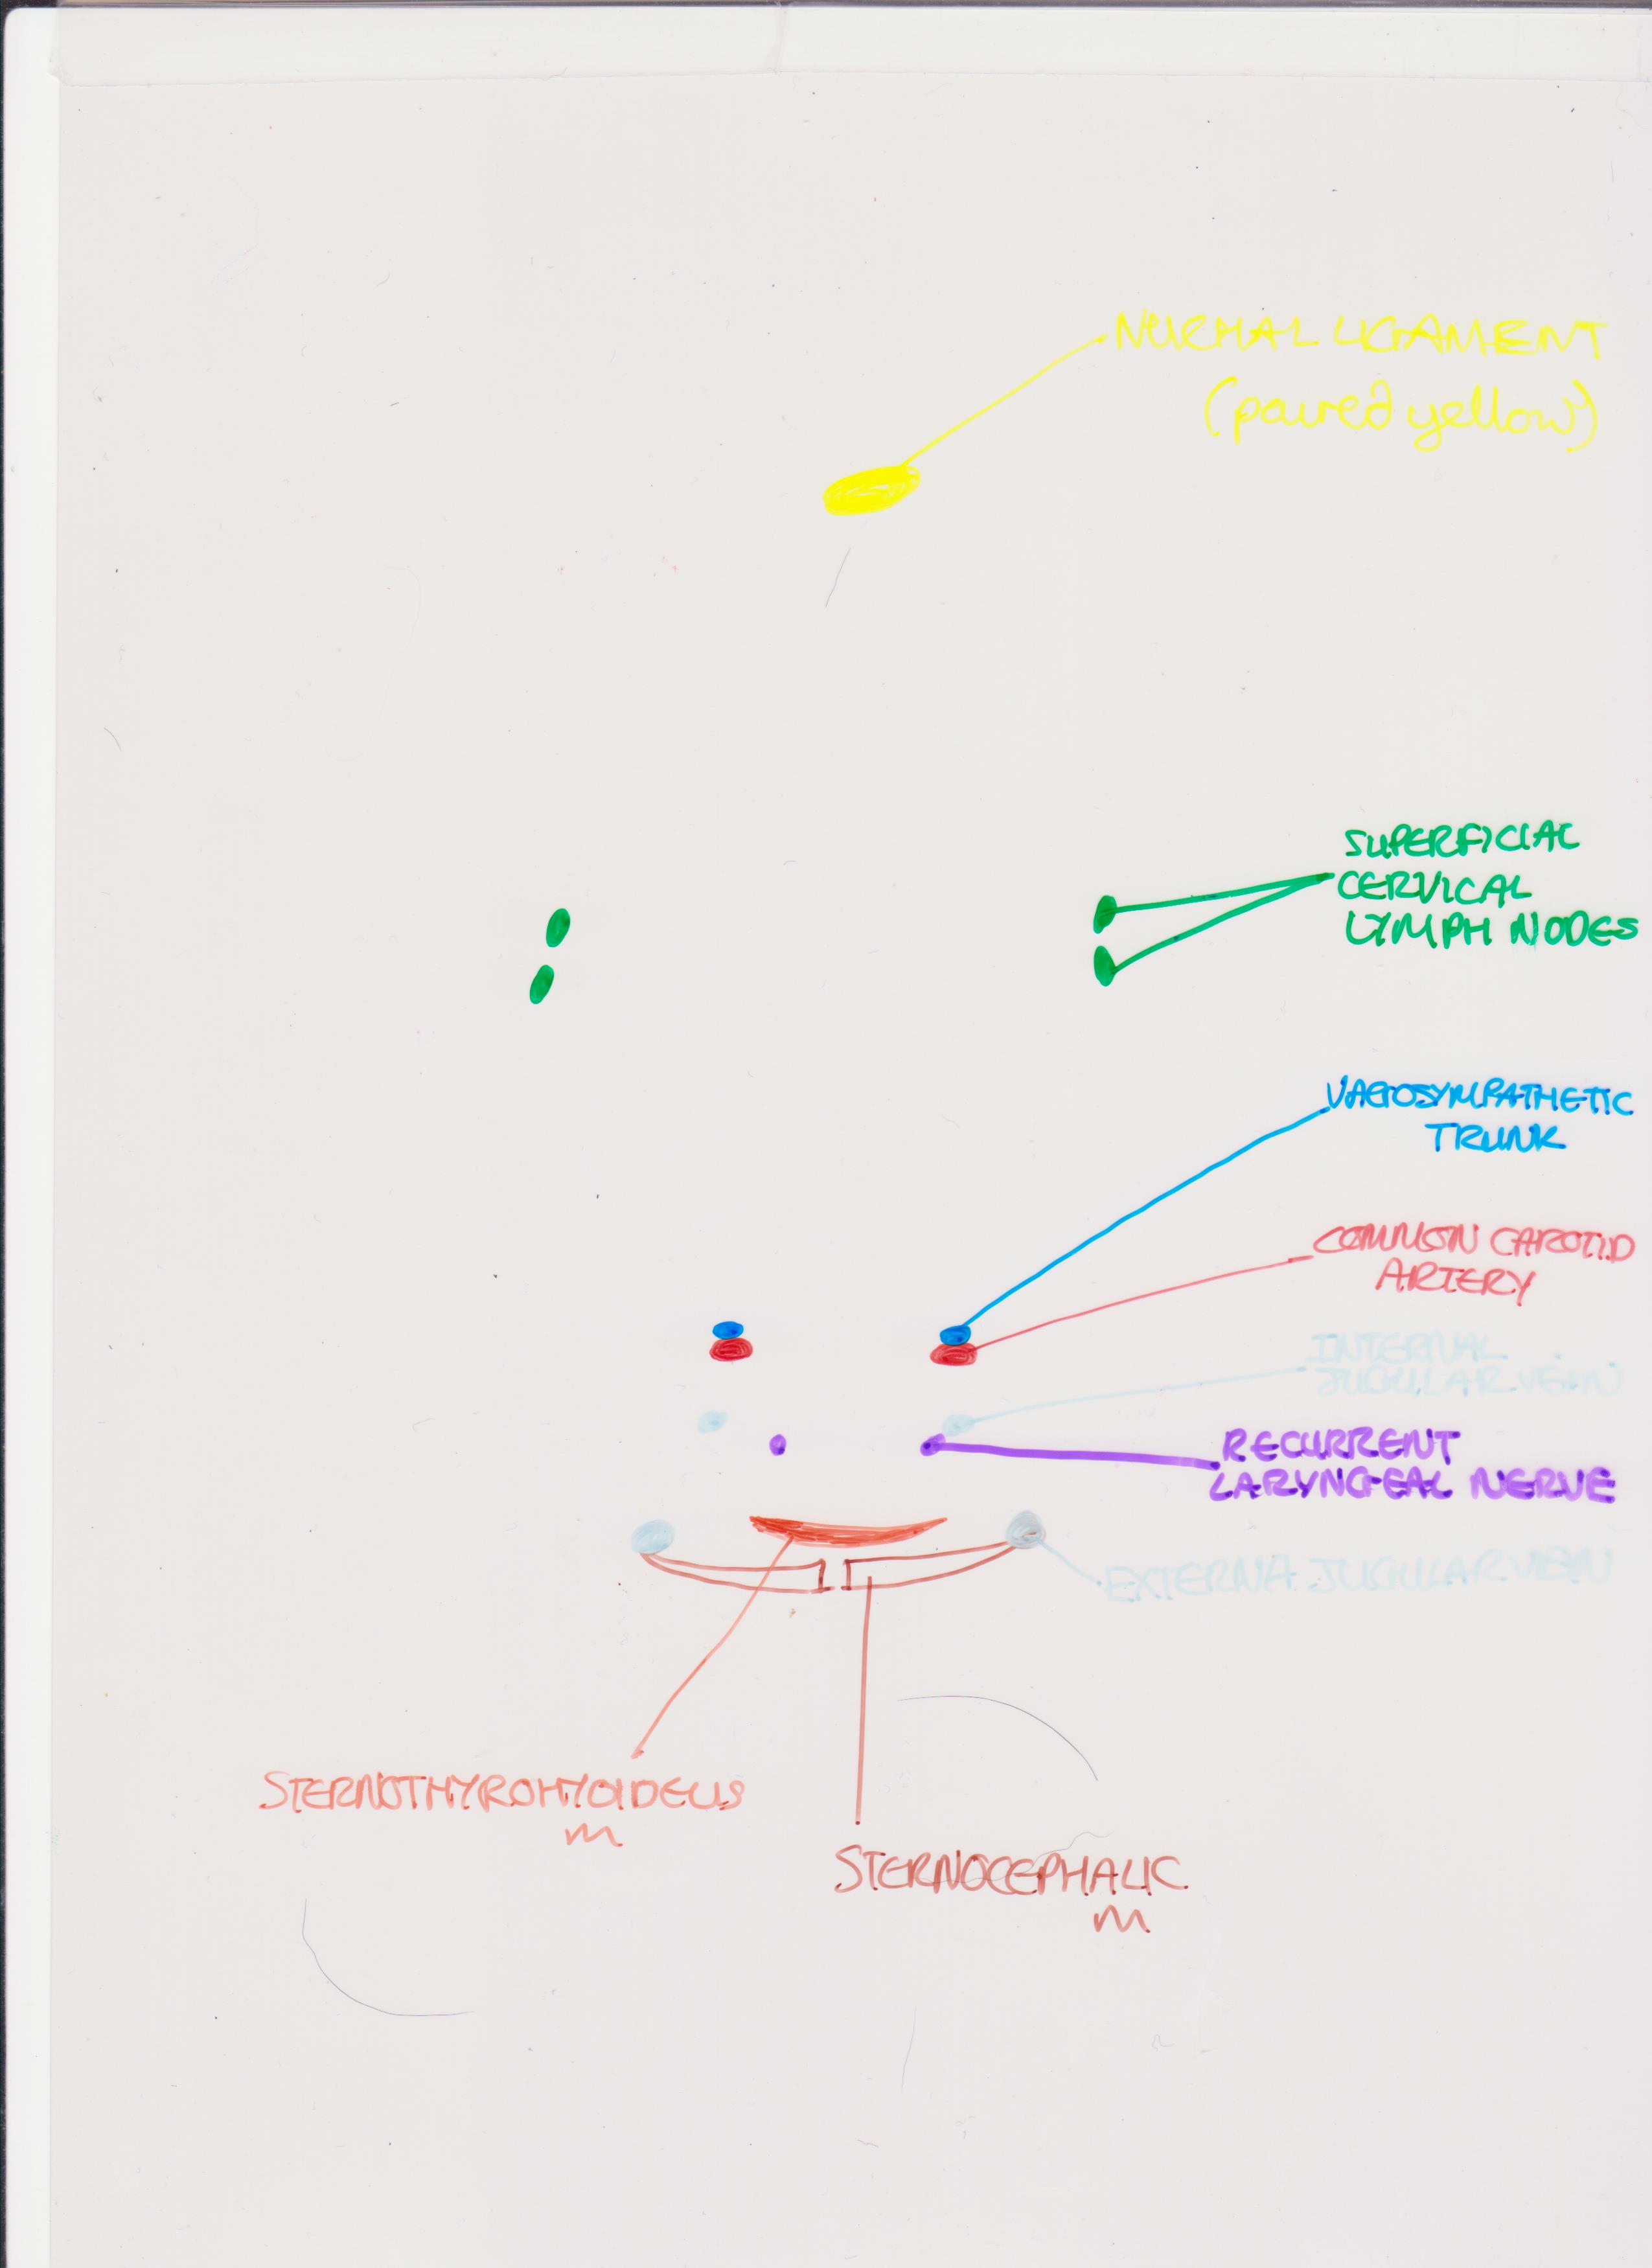 NUCHAL LIGAMENT
(paired yellow)
SUPERFICIAL
CERVICAL
LYMPH NODES
VAGOSYMPATHETIC
TRUNK
COMMON CAROTID
ARTERY
INTERNAL
JUGULAR VEIN
RECURRENT
LARYNGEAL NERVE
EXTERNA JUGULAR VEIN
STERNOTHYROHYOIDEUS
m
STERNOCEPHALIC
m